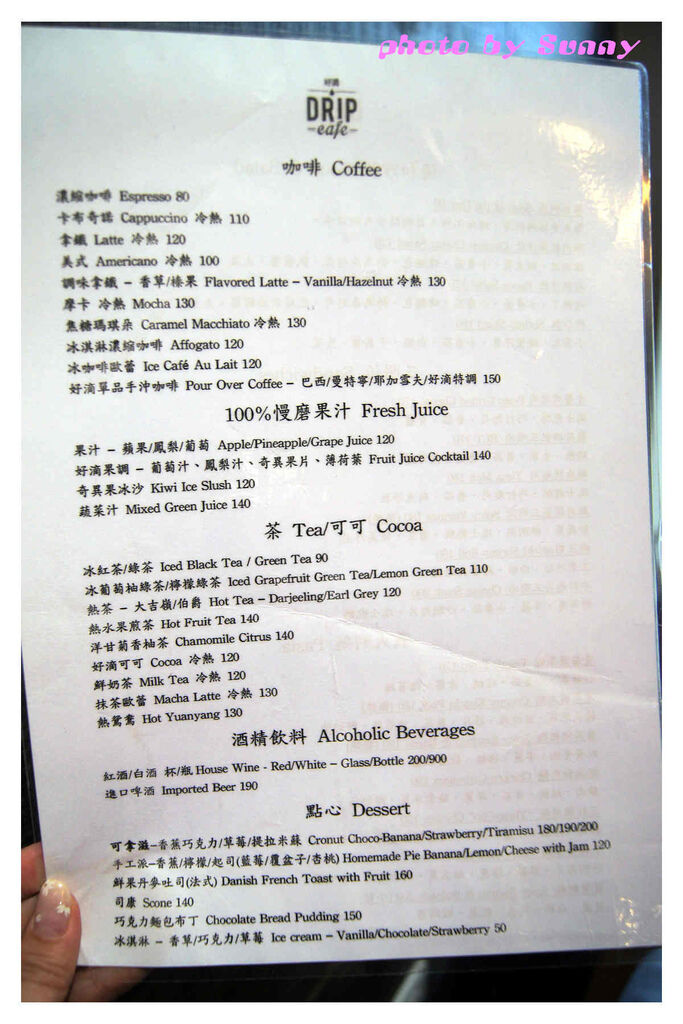 photo by Sunny
好滴
DRIP
cafe
咖啡 Coffee
濃縮咖啡 Espresso 80
卡布奇諾 Cappuccino 冷熱 110
拿鐵 Latte 冷熱 120
美式 Americano 冷熱 100
調味拿鐵 - 香草/榛果 Flavored Latte – Vanilla/Hazelnut 冷熱 130
摩卡 冷熱 Mocha 130
焦糖瑪琪朵 Caramel Macchiato 冷熱 130
冰淇淋濃縮咖啡 Affogato 120
冰咖啡歐蕾 Ice Café Au Lait 120
好滴單品手沖咖啡 Pour Over Coffee – 巴西/曼特寧/耶加雪夫/好滴特調 150
100%慢磨果汁 Fresh Juice
果汁 – 蘋果/鳳梨/葡萄 Apple/Pineapple/Grape Juice 120
好滴果調 - 葡萄汁、鳳梨汁、奇異果片、薄荷葉 Fruit Juice Cocktail 140
奇異果冰沙 Kiwi Ice Slush 120
蔬菜汁 Mixed Green Juice 140
茶 Tea/可可 Cocoa
冰紅茶/綠茶 Iced Black Tea / Green Tea 90
冰葡萄柚綠茶/檸檬綠茶 Iced Grapefruit Green Tea/Lemon Green Tea 110
熱茶 - 大吉嶺/伯爵 Hot Tea – Darjeeling/Earl Grey 120
熱水果煎茶 Hot Fruit Tea 140
洋甘菊香柚茶 Chamomile Citrus 140
好滴可可 Cocoa 冷熱 120
鮮奶茶 Milk Tea 冷熱 120
抹茶歐蕾 Macha Latte 冷熱 130
熱鴛鴦 Hot Yuanyang 130
酒精飲料 Alcoholic Beverages
紅酒/白酒 杯/瓶 House Wine - Red/White – Glass/Bottle 200/900
進口啤酒 Imported Beer 190
點心 Dessert
可拿滋–香蕉巧克力/草莓/提拉米蘇 Cronut Choco-Banana/Strawberry/Tiramisu 180/190/200
手工派–香蕉/檸檬/起司(藍莓/覆盆子/杏桃) Homemade Pie Banana/Lemon/Cheese with Jam 120
鮮果丹麥吐司(法式) Danish French Toast with Fruit 160
司康 Scone 140
巧克力麵包布丁 Chocolate Bread Pudding 150
冰淇淋 – 香草/巧克力/草莓 Ice cream – Vanilla/Chocolate/Strawberry 50